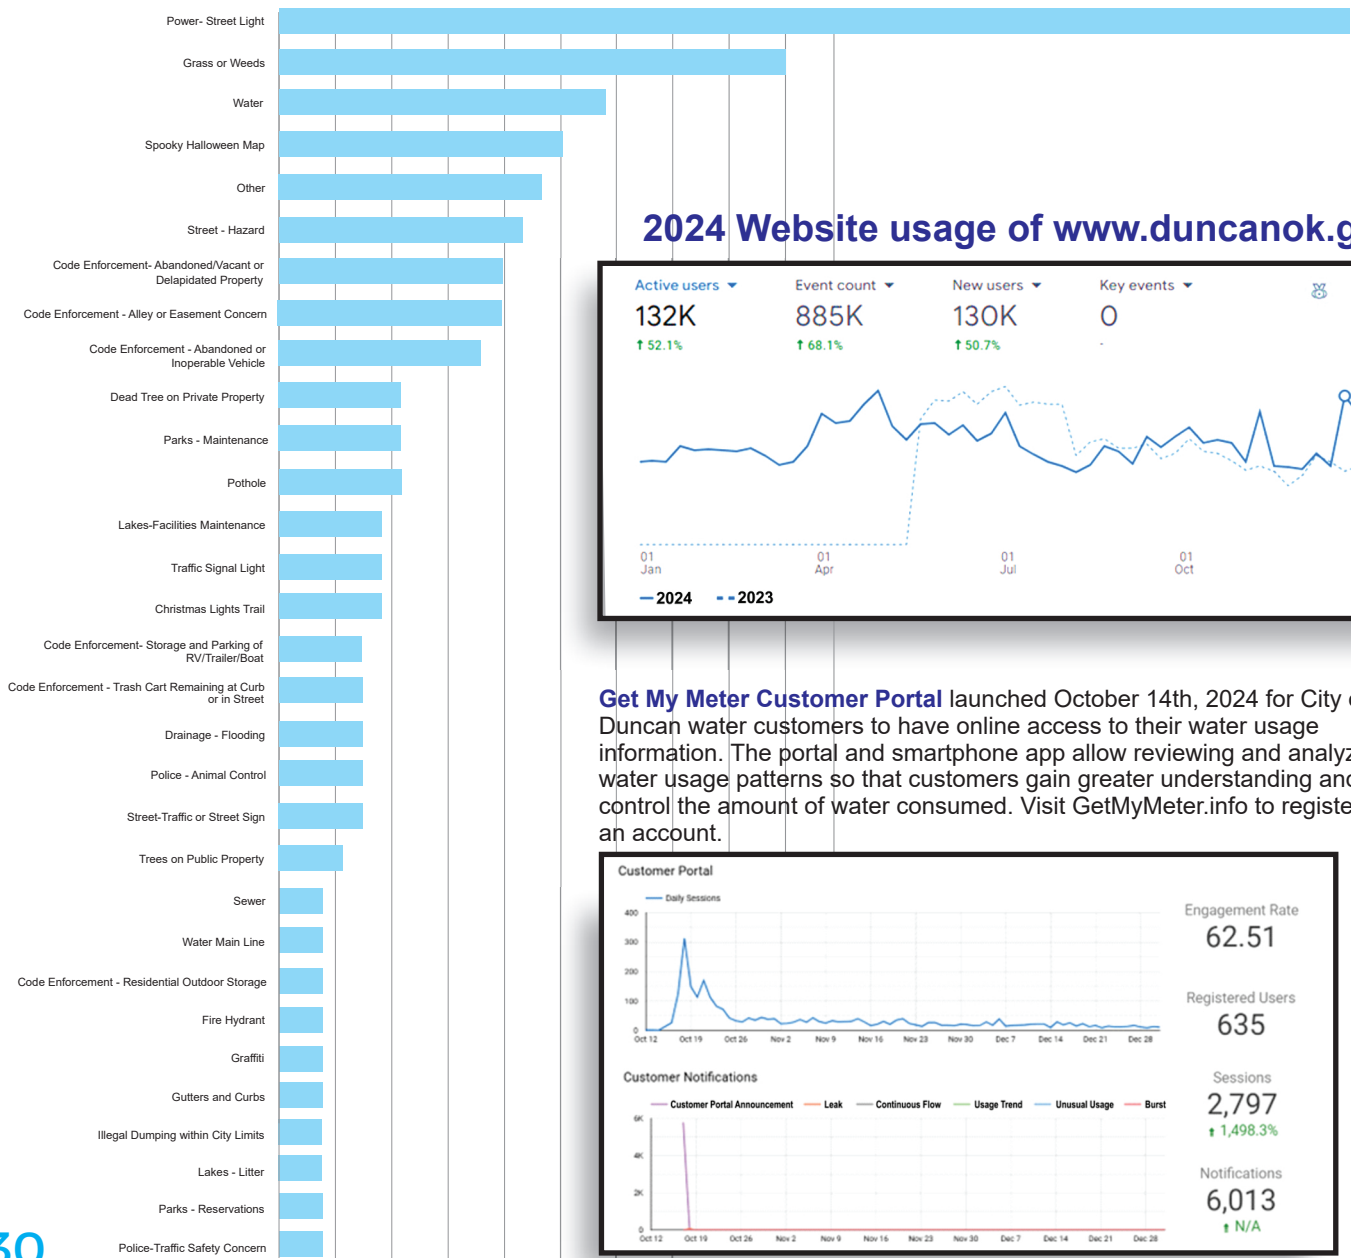 Power- Street Light
Grass or Weeds
Water
Spooky Halloween Map
Other
Street - Hazard
Code Enforcement- Abandoned/Vacant or
Delapidated Property
Code Enforcement - Alley or Easement Concern
Code Enforcement - Abandoned or
Inoperable Vehicle
Dead Tree on Private Property
Parks - Maintenance
Pothole
Lakes-Facilities Maintenance
Traffic Signal Light
Christmas Lights Trail
Code Enforcement- Storage and Parking of
RV/Trailer/Boat
Code Enforcement - Trash Cart Remaining at Curb
or in Street
Drainage - Flooding
Police - Animal Control
Street-Traffic or Street Sign
Trees on Public Property
Sewer
Water Main Line
Code Enforcement - Residential Outdoor Storage
Fire Hydrant
Graffiti
Gutters and Curbs
Illegal Dumping within City Limits
Lakes - Litter
Parks - Reservations
Police-Traffic Safety Concern
30
2024 Website usage of www.duncanok.g
Active users Event count New users Key events
132K 885K 130K 0
↑ 52.1% ↑ 68.1% ↑ 50.7% -
01 01 01 01
Jan Apr Jul Oct
2024 2023
Get My Meter Customer Portal launched October 14th, 2024 for City
Duncan water customers to have online access to their water usage
information. The portal and smartphone app allow reviewing and analyz
water usage patterns so that customers gain greater understanding and
control the amount of water consumed. Visit GetMyMeter.info to registe
an account.
Customer Portal
Daily Sessions
400
300
200
100
0
Oct 12 Oct 19 Oct 26 Nov 2 Nov 9 Nov 16 Nov 23 Nov 30 Dec 7 Dec 14 Dec 21 Dec 28
Engagement Rate
62.51
Registered Users
635
Customer Notifications
Customer Portal Announcement Leak Continuous Flow Usage Trend Unusual Usage Burst
6K
4K
2K
0
Oct 12 Oct 19 Oct 26 Nov 2 Nov 9 Nov 16 Nov 23 Nov 30 Dec 7 Dec 14 Dec 21 Dec 28
Sessions
2,797
↑ 1,498.3%
Notifications
6,013
↑ N/A